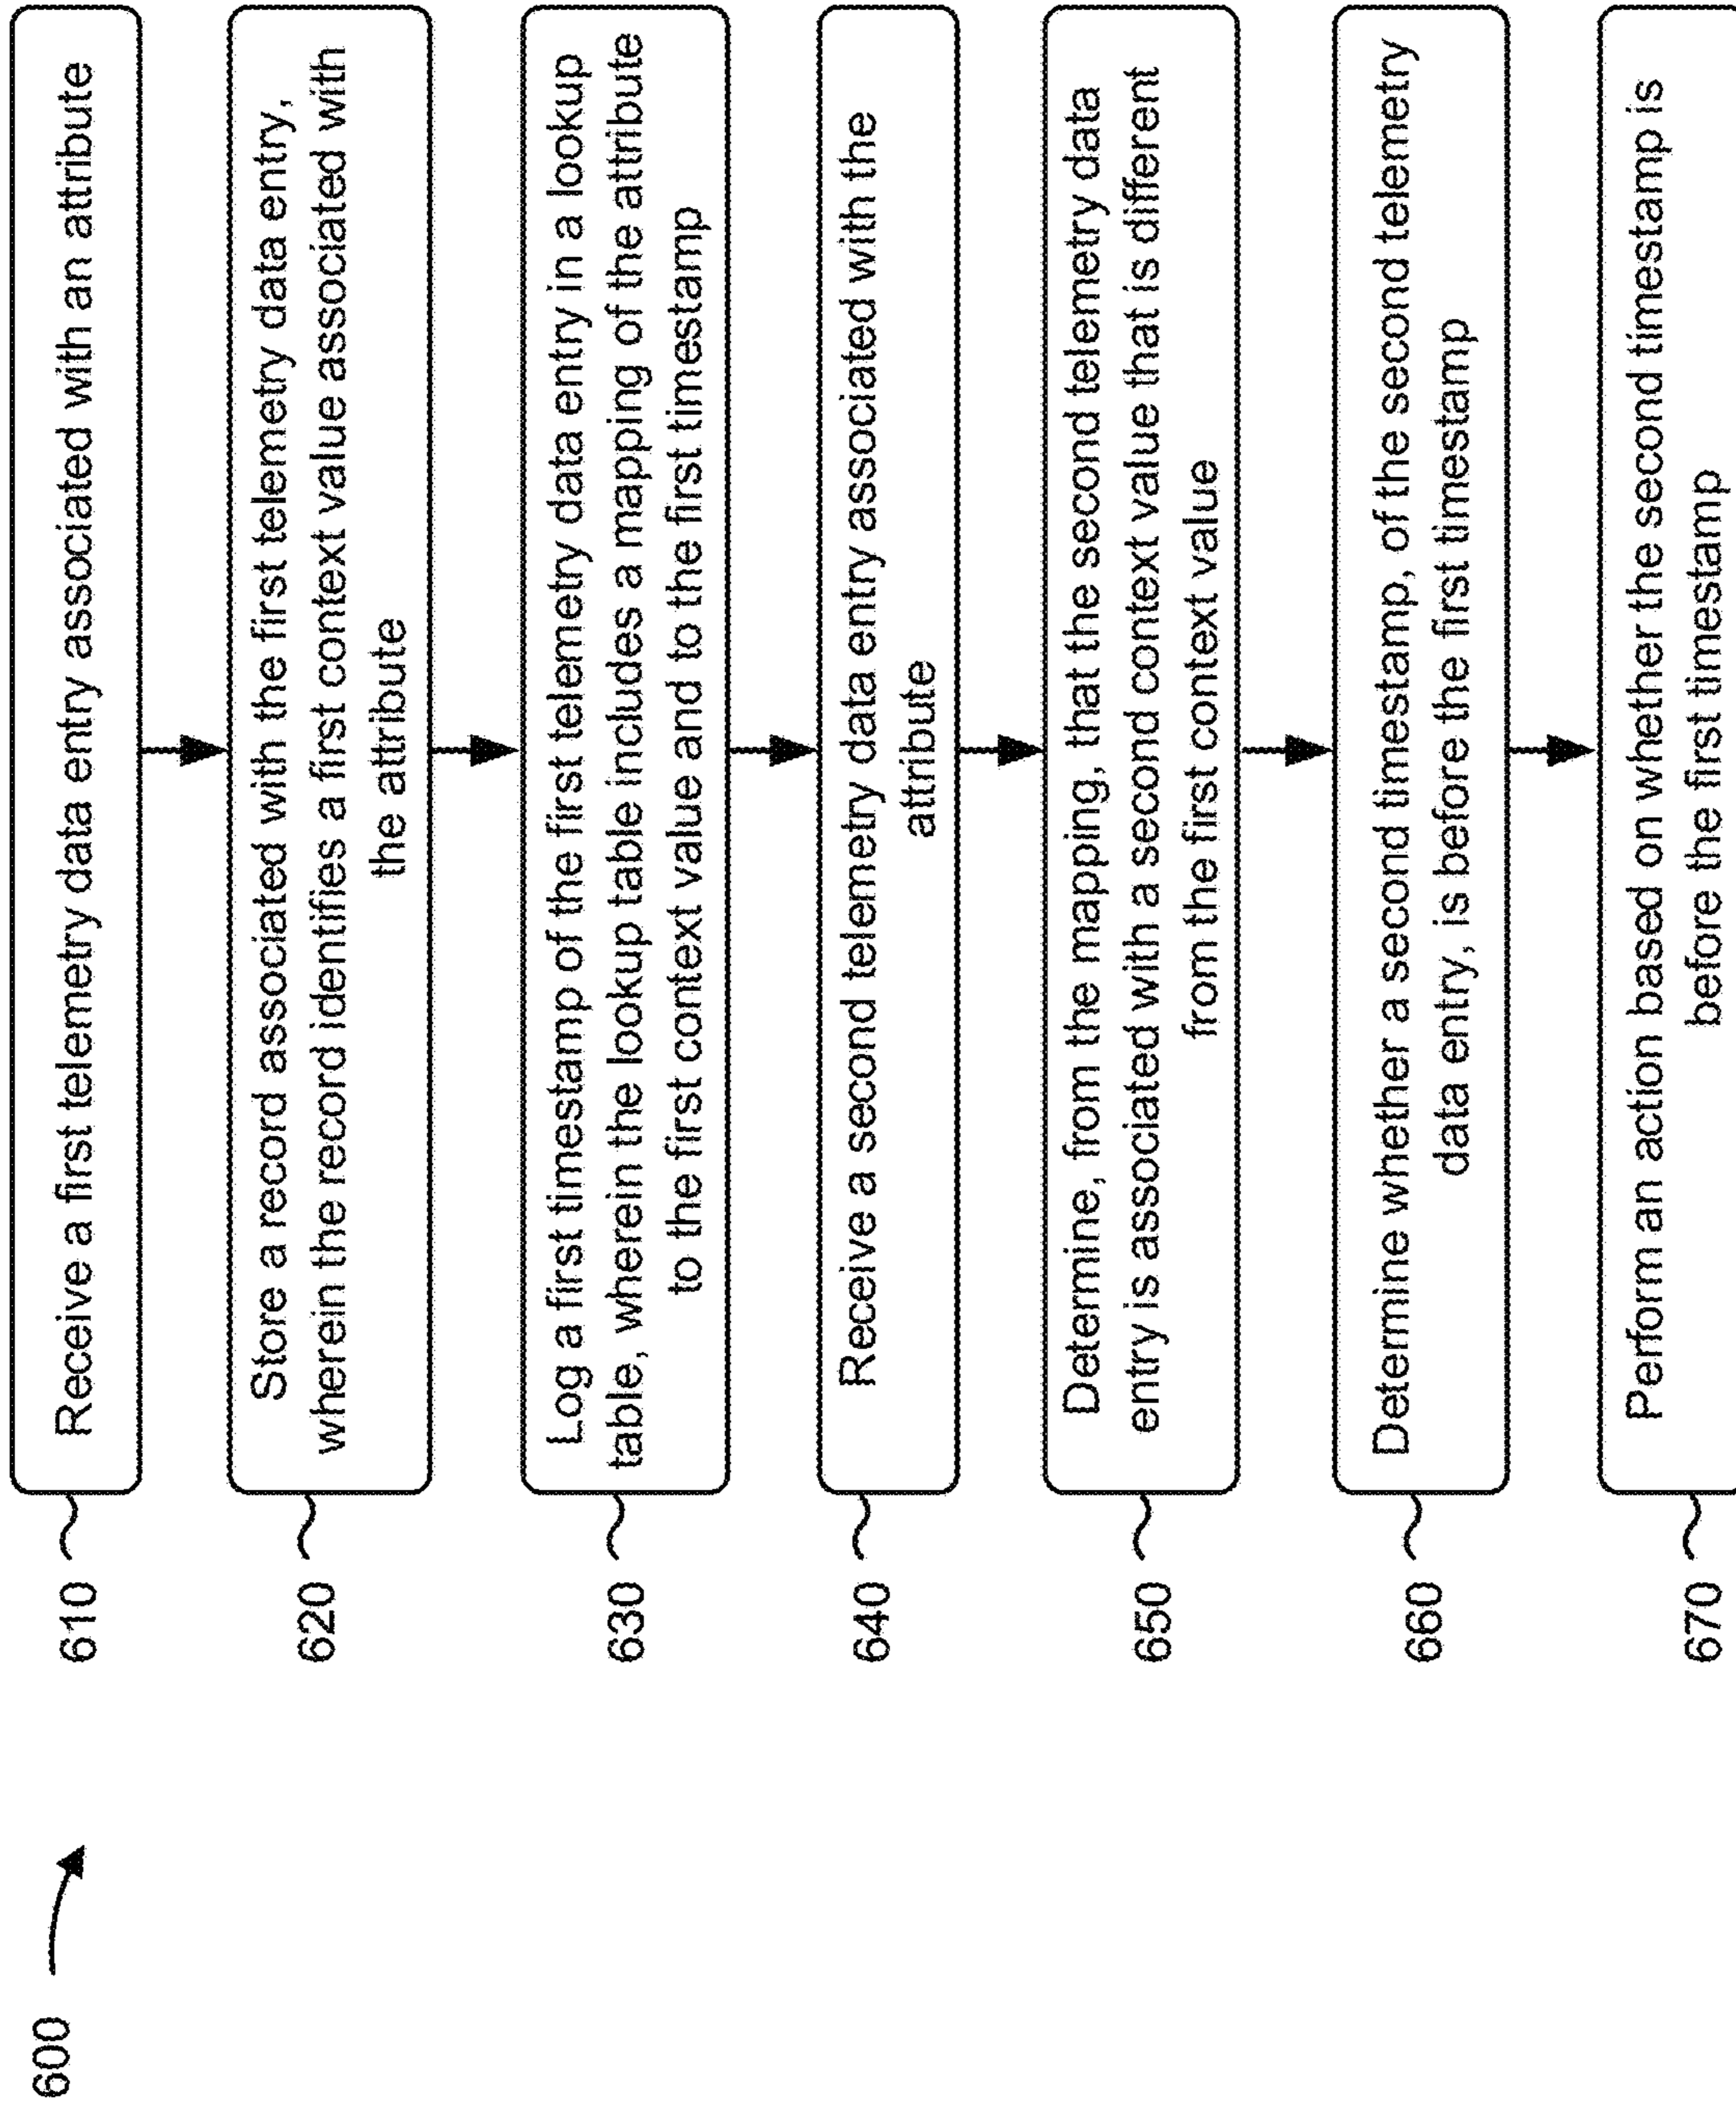 600
610
Receive a first telemetry data entry associated with an attribute
620
Store a record associated with the first telemetry data entry,
wherein the record identifies a first context value associated with
the attribute
630
Log a first timestamp of the first telemetry data entry in a lookup
table, wherein the lookup table includes a mapping of the attribute
to the first context value and to the first timestamp
640
Receive a second telemetry data entry associated with the
attribute
650
Determine, from the mapping, that the second telemetry data
entry is associated with a second context value that is different
from the first context value
660
Determine whether a second timestamp, of the second telemetry
data entry, is before the first timestamp
670
Perform an action based on whether the second timestamp is
before the first timestamp